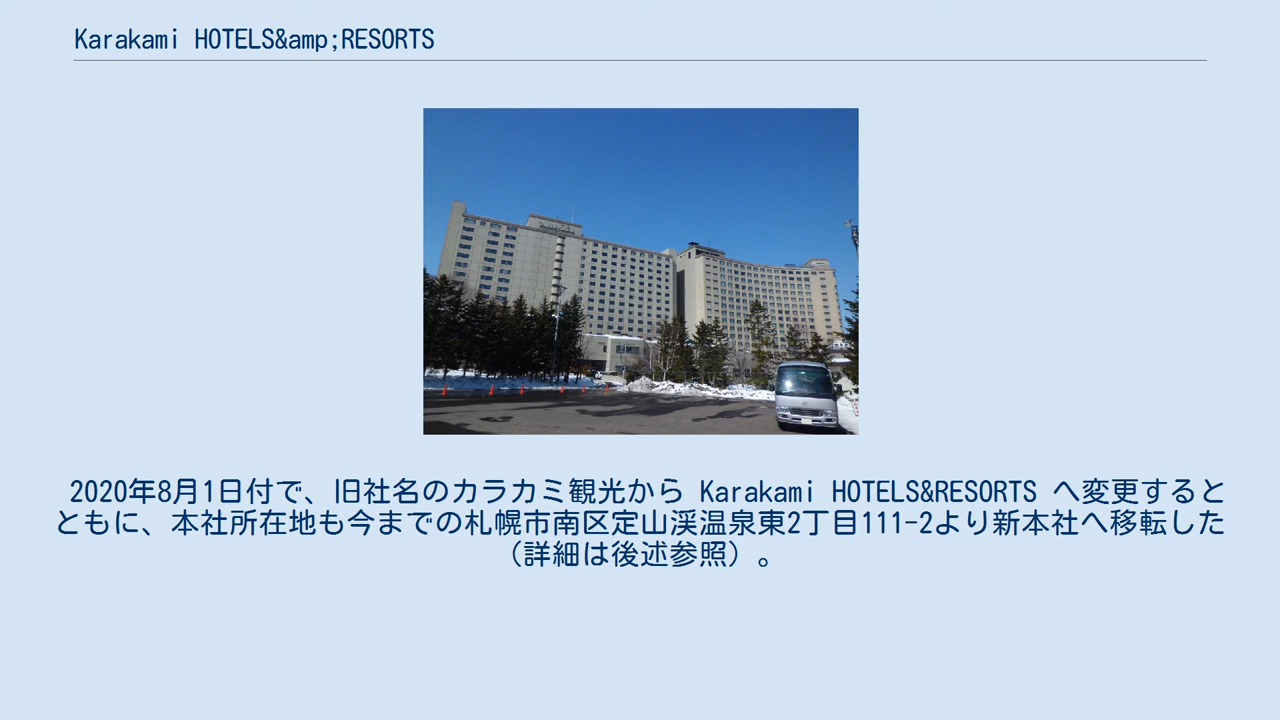 Karakami HOTELS&amp;RESORTS
2020年8月1日付で、旧社名のカラカミ観光から Karakami HOTELS&RESORTS へ変更すると
ともに、本社所在地も今までの札幌市南区定山渓温泉東2丁目111-2より新本社へ移転した
（詳細は後述参照）。